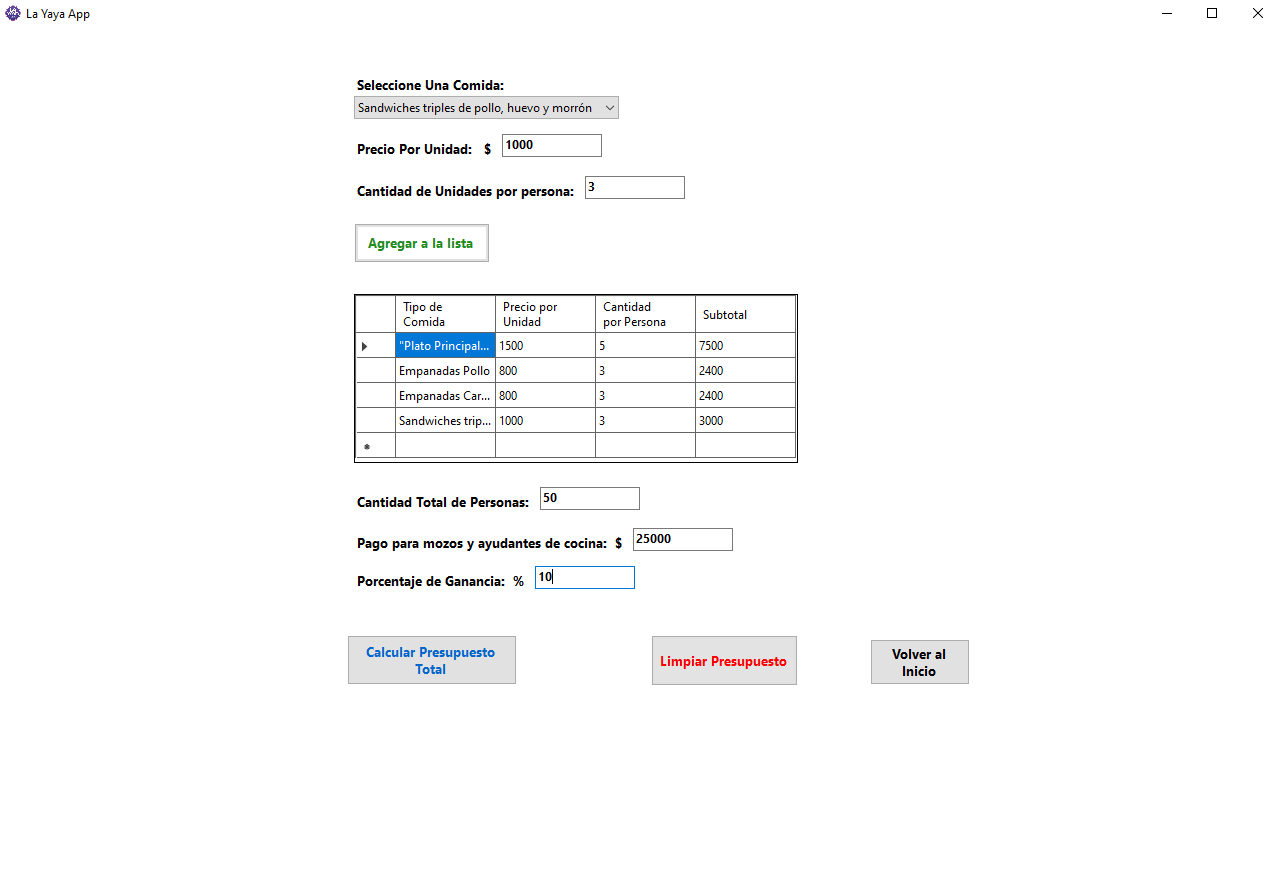 La Yaya App
Seleccione Una Comida:
Sandwiches triples de pollo, huevo y morrón
Precio Por Unidad: $ 1000
Cantidad de Unidades por persona: 3
Agregar a la lista
Tipo de Comida Precio por Unidad Cantidad por Persona Subtotal
"Plato Principal... 1500 5 7500
Empanadas Pollo 800 3 2400
Empanadas Car... 800 3 2400
Sandwiches trip... 1000 3 3000
Cantidad Total de Personas: 50
Pago para mozos y ayudantes de cocina: $ 25000
Porcentaje de Ganancia: % 10
Calcular Presupuesto
Total
Limpiar Presupuesto
Volver al
Inicio